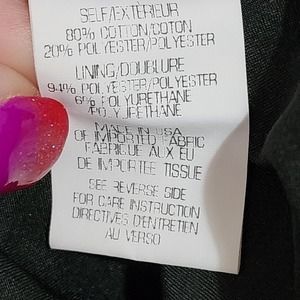 SELF/EXTÉRIEUR
80% COTTON/COTON
20% POLYESTER/POLYESTER
LINING/DOUBLURE
94% POLYESTER/POLYESTER
6% POLYURETHANE
POLYURETHANE
MADE IN USA
OF IMPORTED FABRIC
FABRIQUE AUX EU
DE IMPORTEE TISSUE
SEE REVERSE SIDE
FOR CARE INSTRUCTION
DIRECTIVES D'ENTRETIEN
AU VERSO